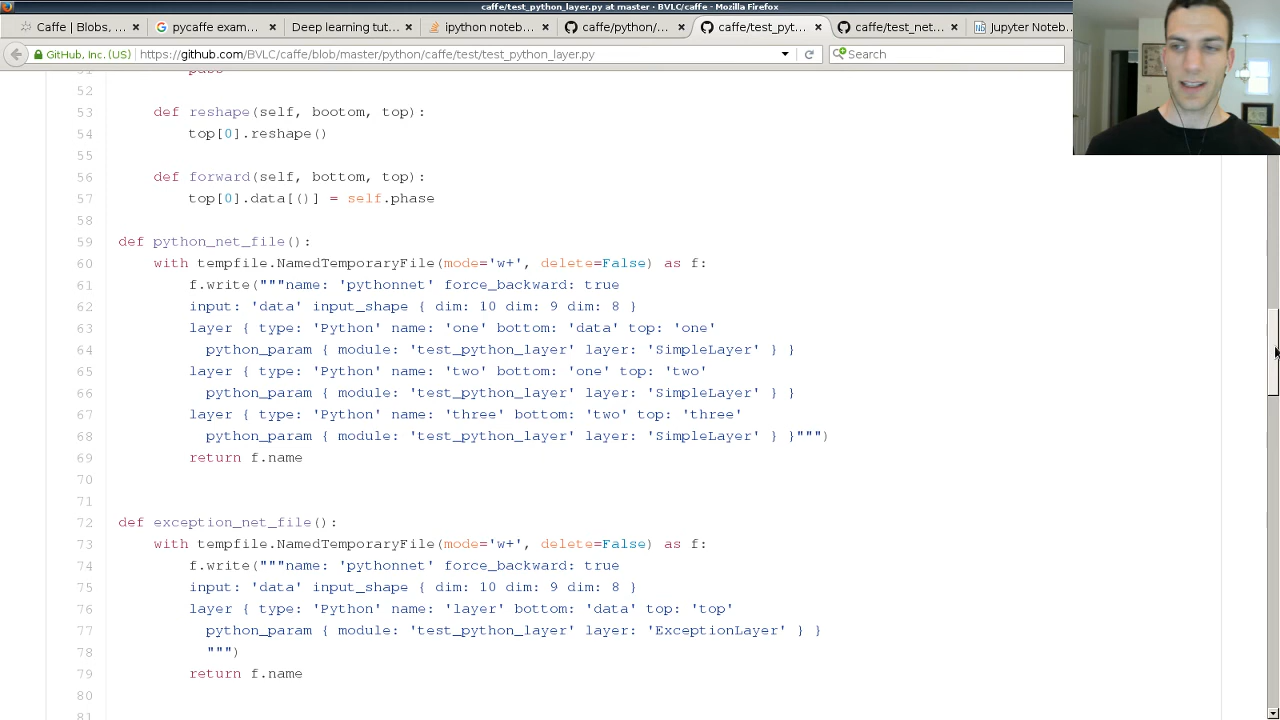 caffe/test_python_layer.py at master · BVLC/caffe - Mozilla Firefox
Caffe | Blobs, ... × pycaffe exam... × Deep learning tut... × ipython noteb... × caffe/python/... × caffe/test_pyt... × caffe/test_net... × Jupyter Noteb
GitHub, Inc. (US) https://github.com/BVLC/caffe/blob/master/python/caffe/test/test_python_layer.py Search
51 pass
52
53 def reshape(self, bootom, top):
54 top[0].reshape()
55
56 def forward(self, bottom, top):
57 top[0].data[()] = self.phase
58
59 def python_net_file():
60 with tempfile.NamedTemporaryFile(mode='w+', delete=False) as f:
61 f.write("""name: 'pythonnet' force_backward: true
62 input: 'data' input_shape { dim: 10 dim: 9 dim: 8 }
63 layer { type: 'Python' name: 'one' bottom: 'data' top: 'one'
64 python_param { module: 'test_python_layer' layer: 'SimpleLayer' } }
65 layer { type: 'Python' name: 'two' bottom: 'one' top: 'two'
66 python_param { module: 'test_python_layer' layer: 'SimpleLayer' } }
67 layer { type: 'Python' name: 'three' bottom: 'two' top: 'three'
68 python_param { module: 'test_python_layer' layer: 'SimpleLayer' } }""")
69 return f.name
70
71
72 def exception_net_file():
73 with tempfile.NamedTemporaryFile(mode='w+', delete=False) as f:
74 f.write("""name: 'pythonnet' force_backward: true
75 input: 'data' input_shape { dim: 10 dim: 9 dim: 8 }
76 layer { type: 'Python' name: 'layer' bottom: 'data' top: 'top'
77 python_param { module: 'test_python_layer' layer: 'ExceptionLayer' } }
78 """)
79 return f.name
80
81